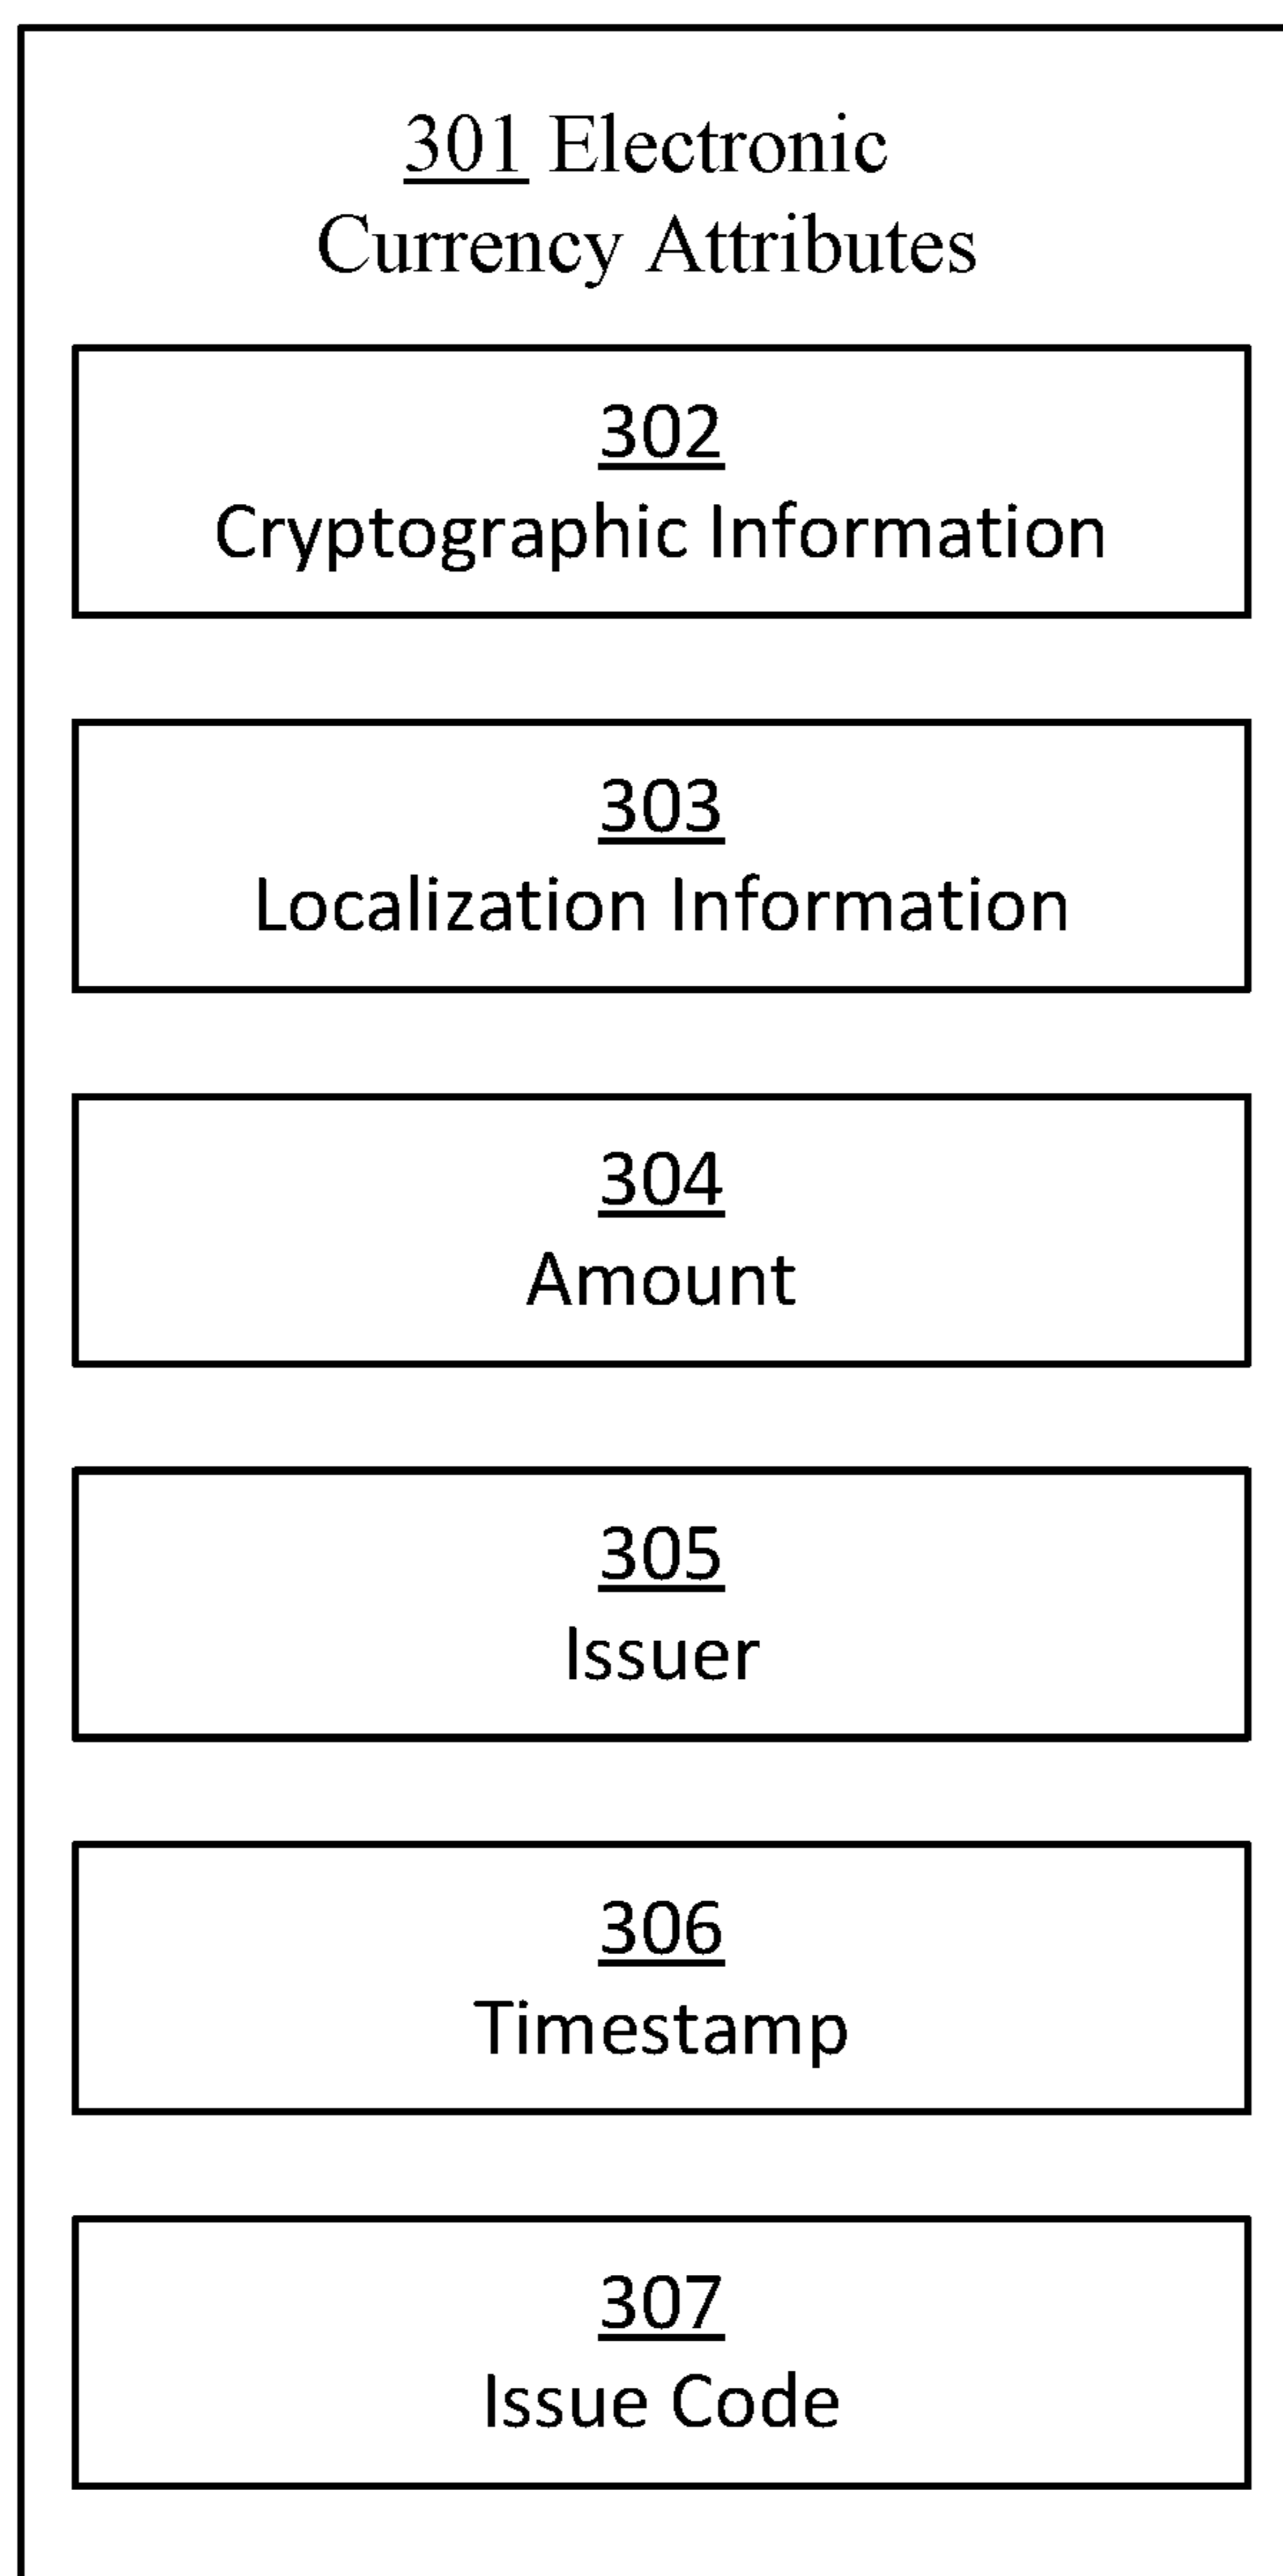 301 Electronic
Currency Attributes
302
Cryptographic Information
303
Localization Information
304
Amount
305
Issuer
306
Timestamp
307
Issue Code